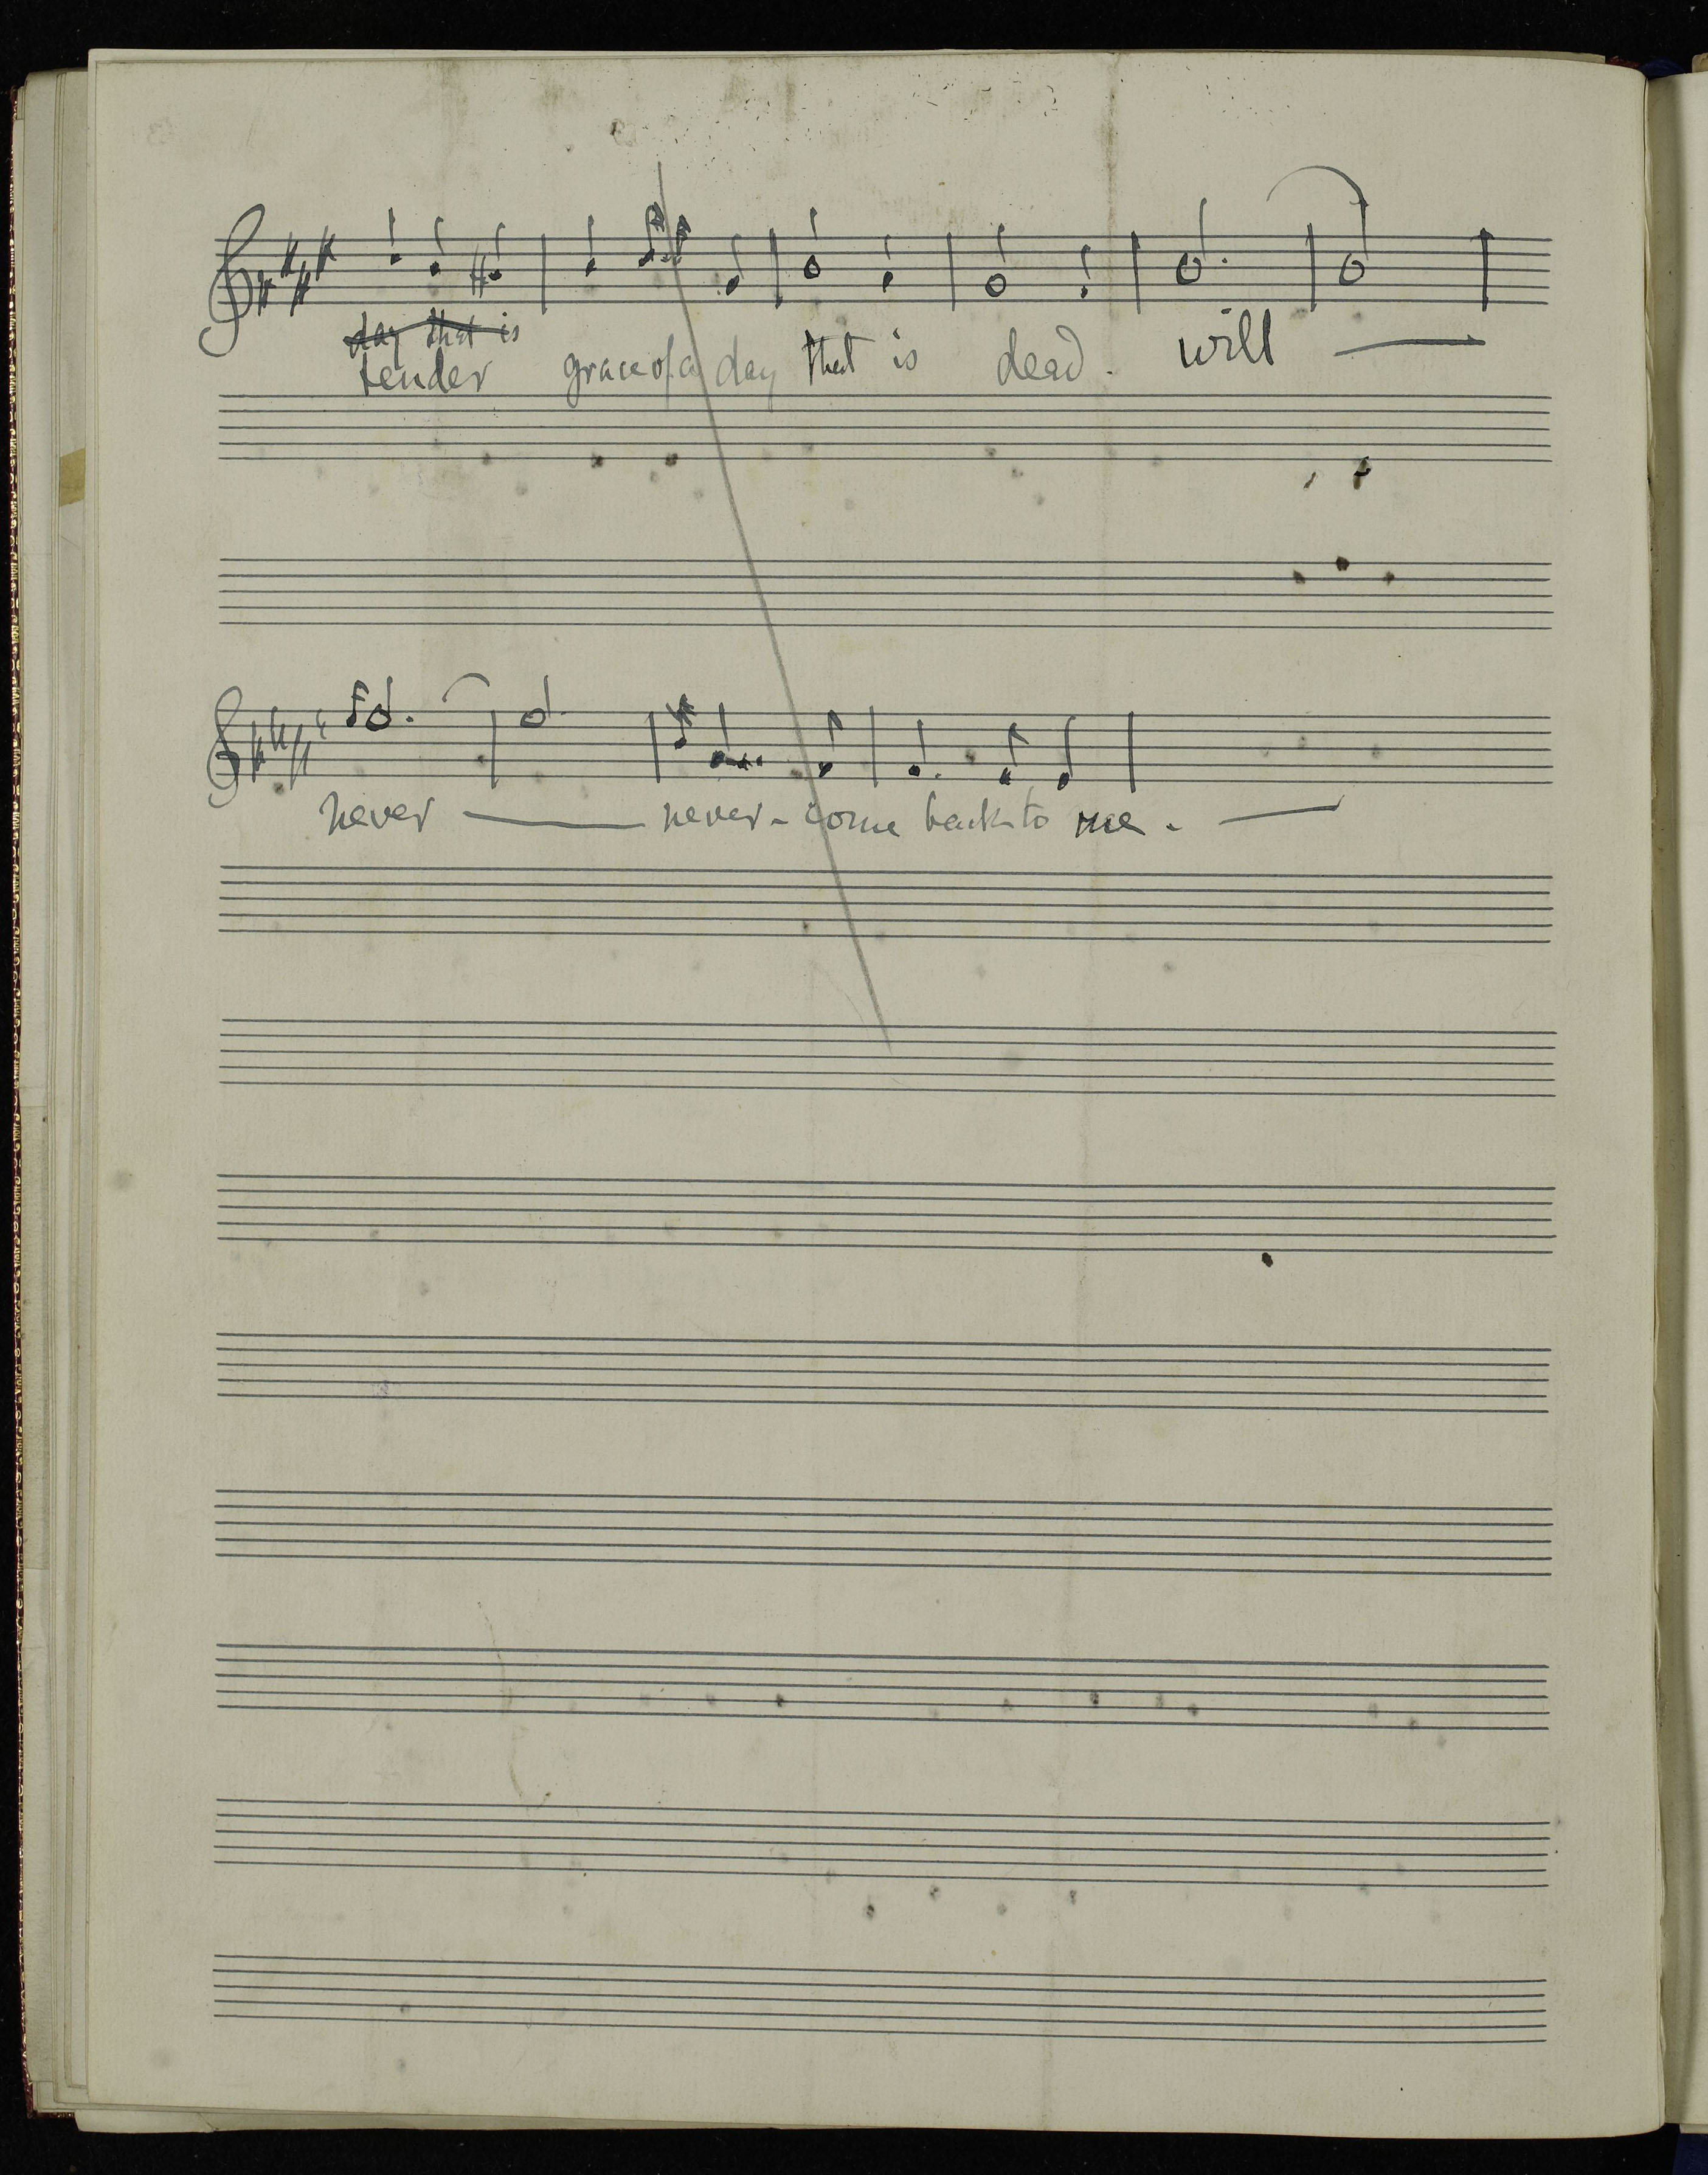 day that is
tender grace of a day that is dead. will
never never - come back to me -